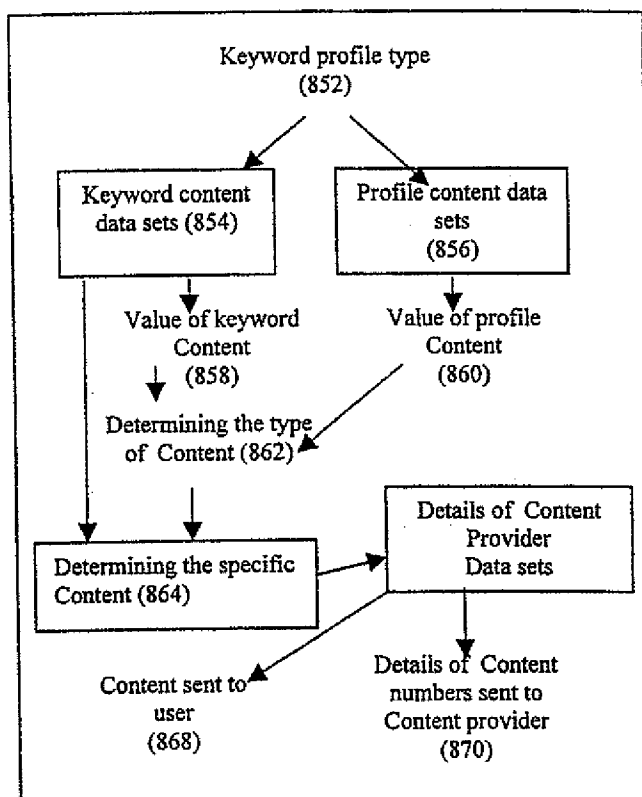 Keyword profile type
(852)
Keyword content
data sets (854)
Profile content data
sets
(856)
Value of keyword
Content
(858)
Value of profile
Content
(860)
Determining the type
of Content (862)
Determining the specific
Content (864)
Details of Content
Provider
Data sets
Content sent to
user
(868)
Details of Content
numbers sent to
Content provider
(870)